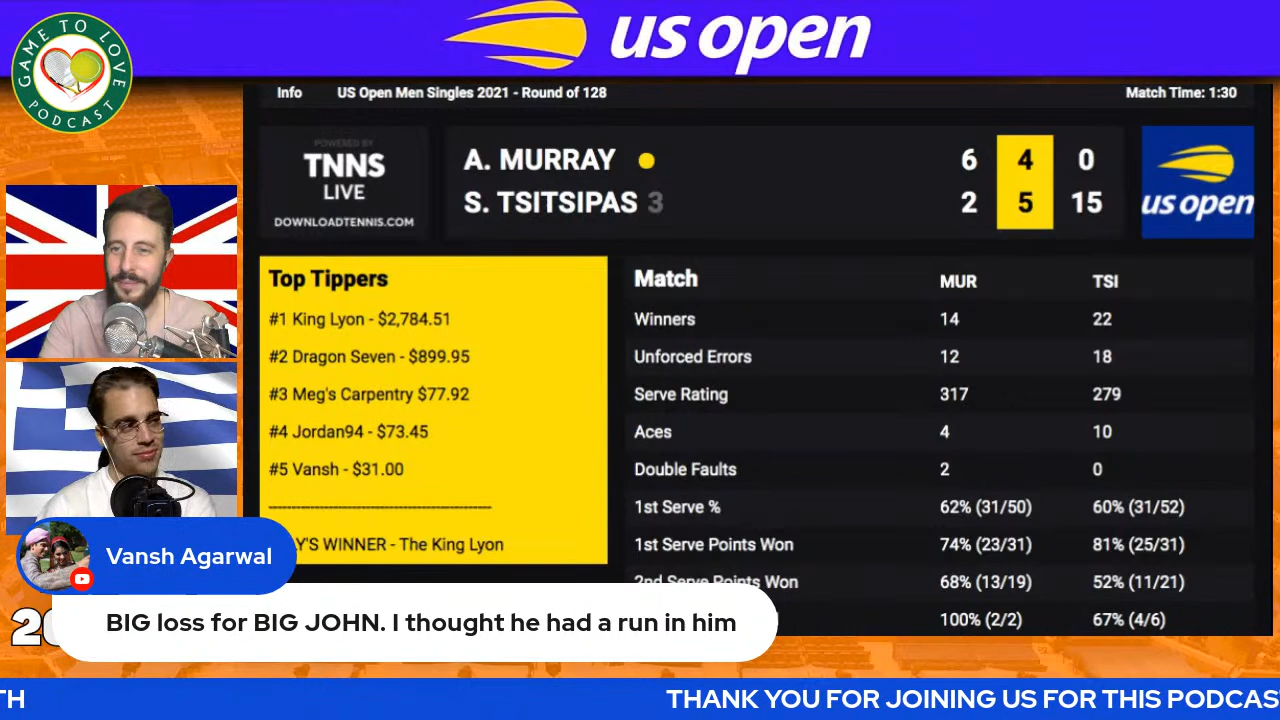 GAME TO LOVE
PODCAST
us open
Info US Open Men Singles 2021 - Round of 128 Match Time: 1:30
POWERED BY
TNNS
LIVE
DOWNLOADTENNIS.COM
A. MURRAY 6 4 0
S. TSITSIPAS 3 2 5 15
us open
Top Tippers
#1 King Lyon - $2,784.51
#2 Dragon Seven - $899.95
#3 Meg's Carpentry $77.92
#4 Jordan94 - $73.45
#5 Vansh - $31.00
Y'S WINNER - The King Lyon
Match MUR TSI
Winners 14 22
Unforced Errors 12 18
Serve Rating 317 279
Aces 4 10
Double Faults 2 0
1st Serve % 62% (31/50) 60% (31/52)
1st Serve Points Won 74% (23/31) 81% (25/31)
2nd Serve Points Won 68% (13/19) 52% (11/21)
100% (2/2) 67% (4/6)
Vansh Agarwal
BIG loss for BIG JOHN. I thought he had a run in him
TH THANK YOU FOR JOINING US FOR THIS PODCAS